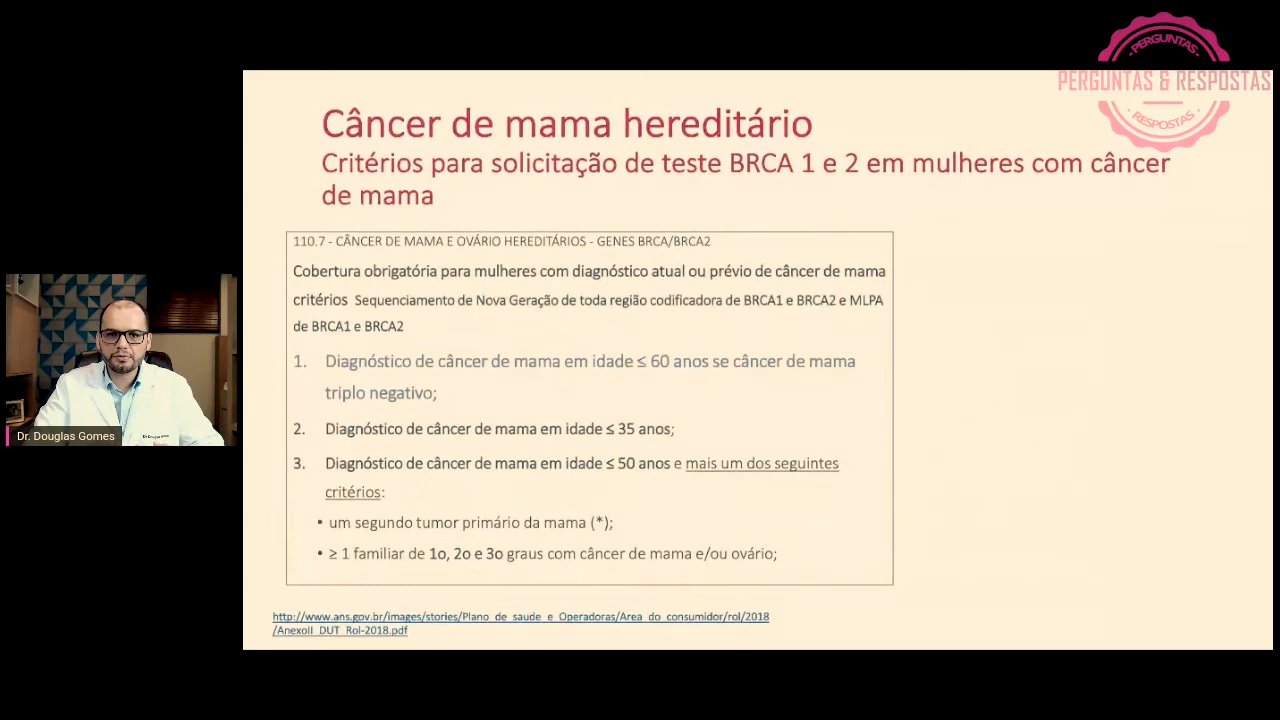 - PERGUNTAS -
PERGUNTAS & RESPOSTAS
- RESPOSTAS -
Câncer de mama hereditário
Critérios para solicitação de teste BRCA 1 e 2 em mulheres com câncer
de mama
110.7 - CÂNCER DE MAMA E OVÁRIO HEREDITÁRIOS - GENES BRCA/BRCA2
Cobertura obrigatória para mulheres com diagnóstico atual ou prévio de câncer de mama
critérios Sequenciamento de Nova Geração de toda região codificadora de BRCA1 e BRCA2 e MLPA
de BRCA1 e BRCA2
1. Diagnóstico de câncer de mama em idade ≤ 60 anos se câncer de mama
triplo negativo;
2. Diagnóstico de câncer de mama em idade ≤ 35 anos;
3. Diagnóstico de câncer de mama em idade ≤ 50 anos e mais um dos seguintes
critérios:
• um segundo tumor primário da mama (*);
• ≥ 1 familiar de 1o, 2o e 3o graus com câncer de mama e/ou ovário;
http://www.ans.gov.br/images/stories/Plano_de_saude_e_Operadoras/Area_do_consumidor/rol/2018
/AnexoII_DUT_Rol-2018.pdf
Dr. Douglas Gomes